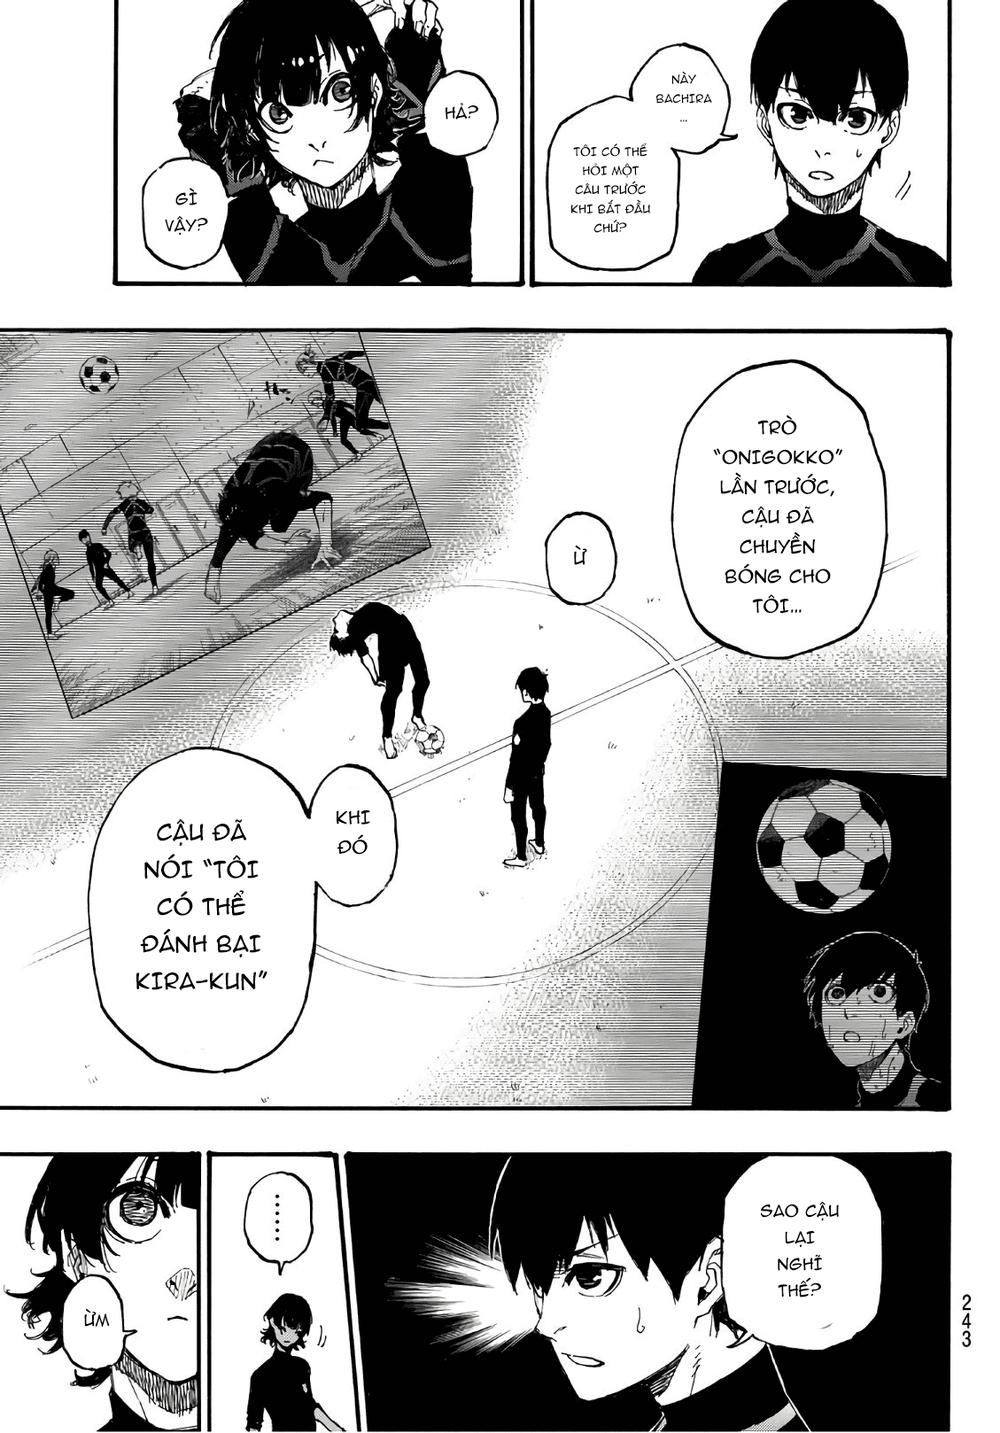 NÀY
BACHIRA
...
TÔI CÓ THỂ
HỎI MỘT
CÂU TRƯỚC
KHI BẮT ĐẦU
CHỨ?
HẢ?
GÌ
VẬY?
TRÒ
"ONIGOKKO"
LẦN TRƯỚC,
CẬU ĐÃ
CHUYỀN
BÓNG CHO
TÔI...
Ừ
KHI
ĐÓ
CẬU ĐÃ
NÓI "TÔI
CÓ THỂ
ĐÁNH BẠI
KIRA-KUN"
SAO CẬU
LẠI
NGHĨ
THẾ?
........
ỪM
243